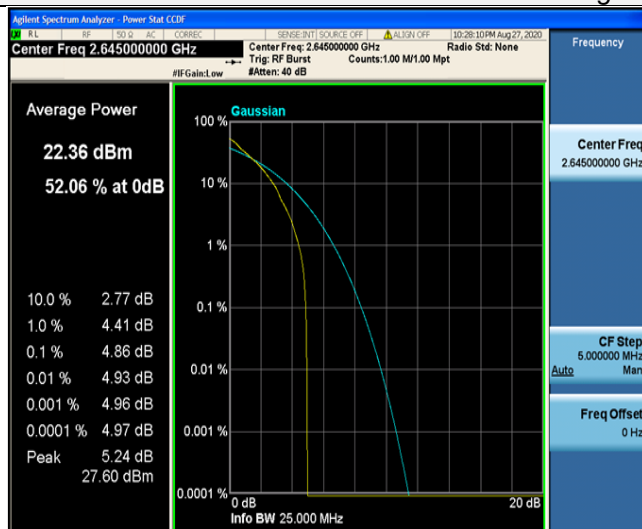 Agilent Spectrum Analyzer - Power Stat CCDF
RL RF 50 Ω AC CORREC SENSE:INT SOURCE OFF ALIGN OFF 10:28:10 PM Aug 27, 2020
Center Freq 2.645000000 GHz
Center Freq: 2.645000000 GHz Radio Std: None
Trig: RF Burst Counts:1.00 M/1.00 Mpt
#IFGain:Low #Atten: 40 dB
Frequency
Average Power
22.36 dBm
52.06 % at 0dB
10.0 % 2.77 dB
1.0 % 4.41 dB
0.1 % 4.86 dB
0.01 % 4.93 dB
0.001 % 4.96 dB
0.0001 % 4.97 dB
Peak 5.24 dB
27.60 dBm
Gaussian
100 %
10 %
1 %
0.1 %
0.01 %
0.001 %
0.0001 %
0 dB 20 dB
Info BW 25.000 MHz
Center Freq
2.645000000 GHz
CF Step
5.000000 MHz
Auto Man
Freq Offset
0 Hz